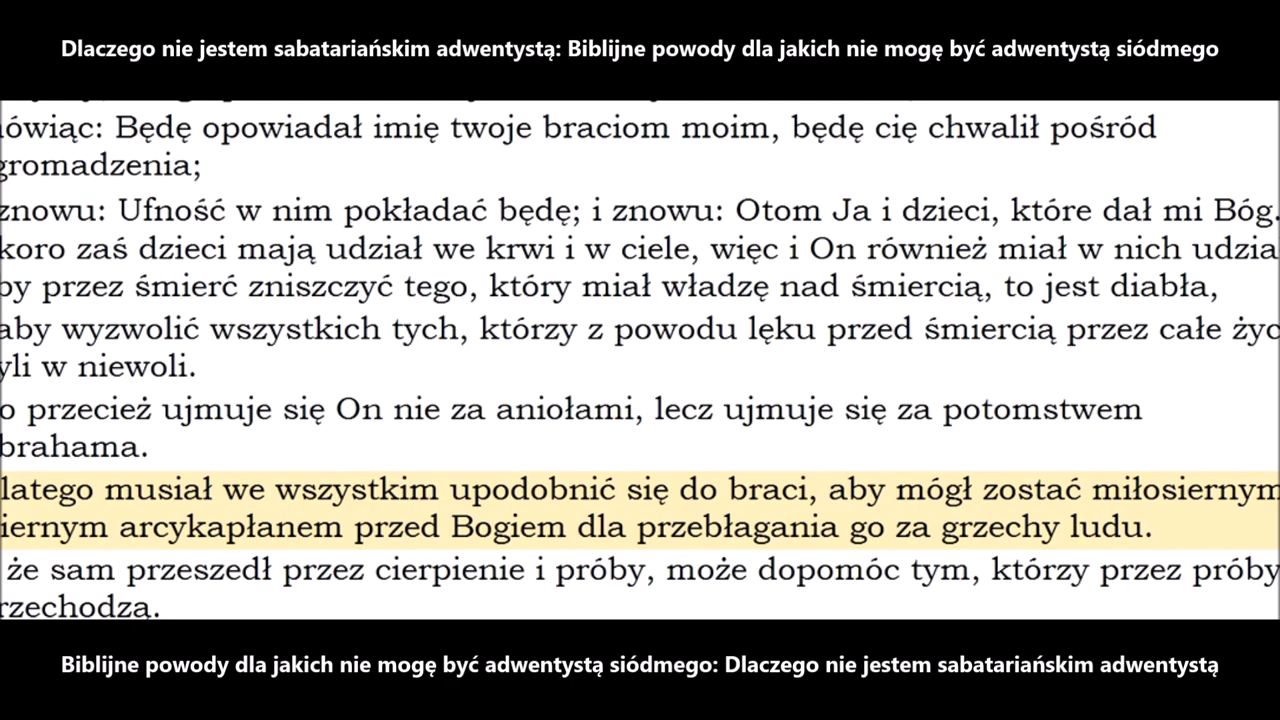 Dlaczego nie jestem sabatariańskim adwentystą: Biblijne powody dla jakich nie mogę być adwentystą siódmego
ówiąc: Będę opowiadał imię twoje braciom moim, będę cię chwalił pośród
gromadzenia;
znowu: Ufność w nim pokładać będę; i znowu: Otom Ja i dzieci, które dał mi Bóg.
koro zaś dzieci mają udział we krwi i w ciele, więc i On również miał w nich udzia
by przez śmierć zniszczyć tego, który miał władzę nad śmiercią, to jest diabła,
aby wyzwolić wszystkich tych, którzy z powodu lęku przed śmiercią przez całe życ
yli w niewoli.
o przecież ujmuje się On nie za aniołami, lecz ujmuje się za potomstwem
brahama.
latego musiał we wszystkim upodobnić się do braci, aby mógł zostać miłosiernym
iernym arcykapłanem przed Bogiem dla przebłagania go za grzechy ludu.
że sam przeszedł przez cierpienie i próby, może dopomóc tym, którzy przez próby
rzechodzą.
Biblijne powody dla jakich nie mogę być adwentystą siódmego: Dlaczego nie jestem sabatariańskim adwentystą